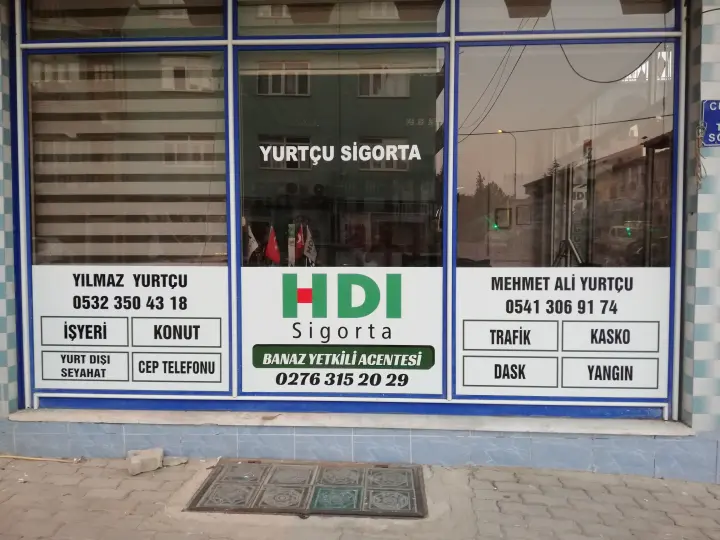 YURTÇU SİGORTA
YILMAZ YURTÇU
0532 350 43 18
İŞYERİ
KONUT
YURT DIŞI
SEYAHAT
CEP TELEFONU
HDI
Sigorta
BANAZ YETKİLİ ACENTESİ
0276 315 20 29
MEHMET ALİ YURTÇU
0541 306 91 74
TRAFİK
KASKO
DASK
YANGIN